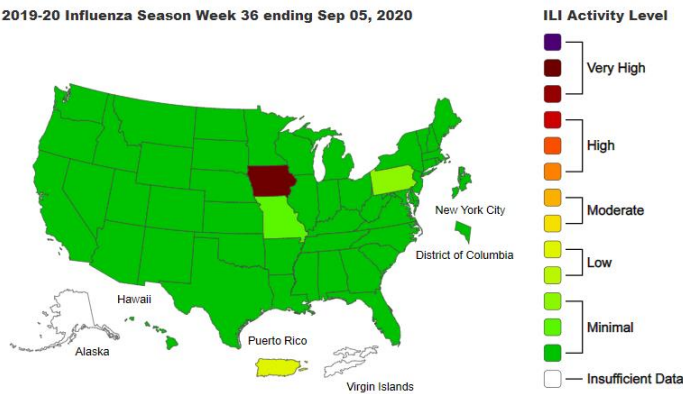 2019-20 Influenza Season Week 36 ending Sep 05, 2020
ILI Activity Level
Very High
High
Moderate
Low
Minimal
Insufficient Data
New York City
District of Columbia
Hawaii
Alaska
Puerto Rico
Virgin Islands